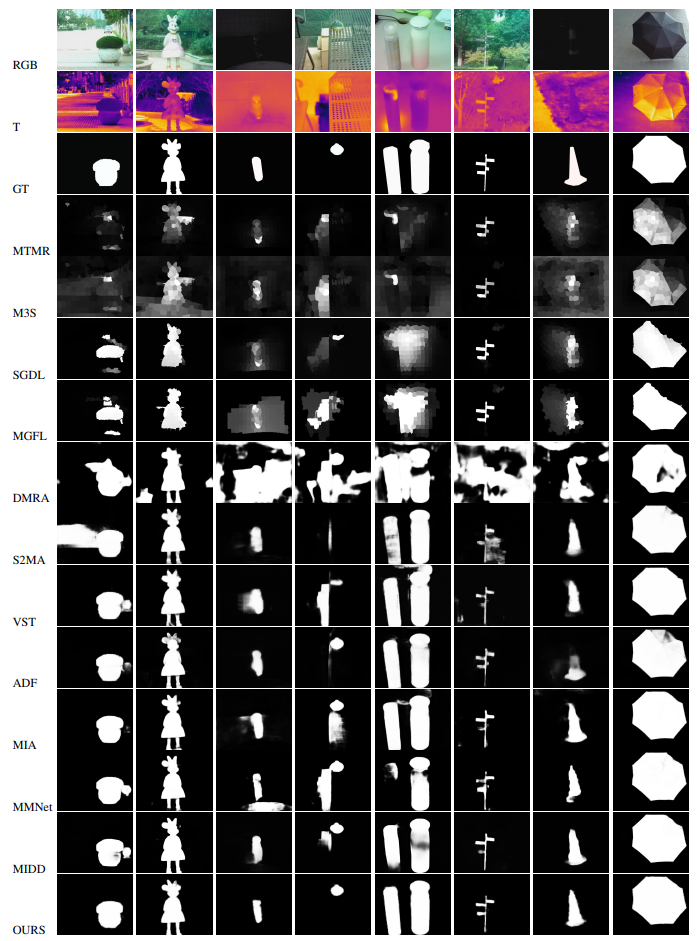 RGB
T
GT
MTMR
M3S
SGDL
MGFL
DMRA
S2MA
VST
ADF
MIA
MMNet
MIDD
OURS